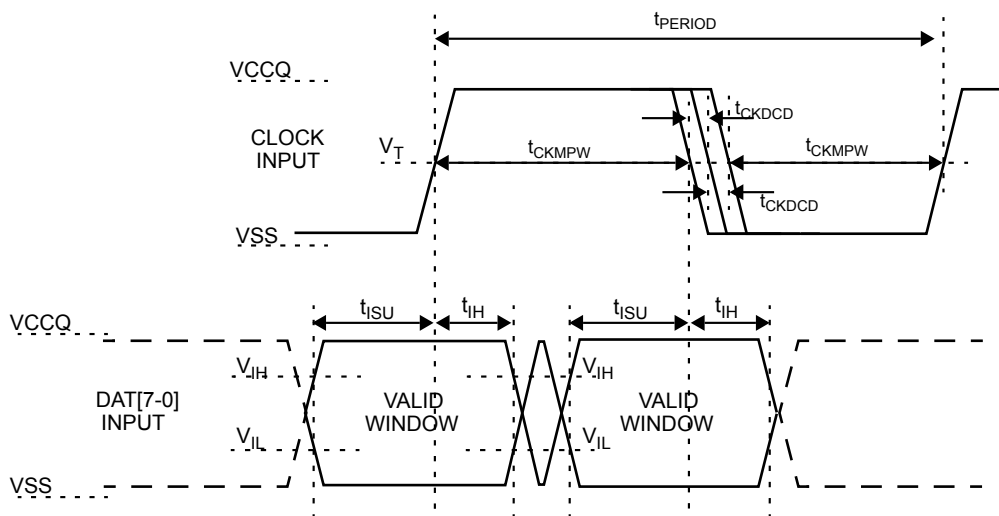 tPERIOD
VCCQ
tCKDCD
CLOCK
INPUT
VT
tCKMPW
tCKMPW
tCKDCD
VSS
tISU
tIH
tISU
tIH
VCCQ
VIH
VIH
DAT[7-0]
INPUT
VALID
WINDOW
VALID
WINDOW
VIL
VIL
VSS